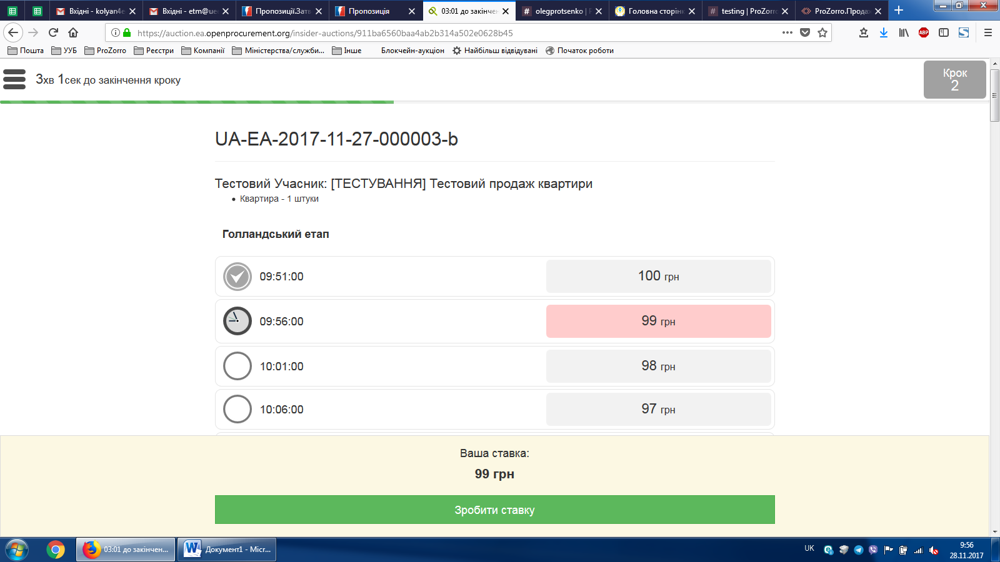 Вхідні - kolyan4e
Вхідні - etm@ue
Пропозиції.Затв
Пропозиція
03:01 до закінчен
olegprotsenko | P
Головна сторінк
testing | ProZorro
ProZorro.Прода
https://auction.ea.openprocurement.org/insider-auctions/911ba6560baa4ab2b314a502e0628b45
Пошта УУБ ProZorro Реєстри Компанії Міністерства/служби... Інше Блокчейн-аукціон Найбільш відвідувані Початок роботи
3хв 1сек до закінчення кроку
Крок
2
UA-EA-2017-11-27-000003-b
Тестовий Учасник: [ТЕСТУВАННЯ] Тестовий продаж квартири
Квартира - 1 штуки
Голландський етап
09:51:00 100 грн
09:56:00 99 грн
10:01:00 98 грн
10:06:00 97 грн
Ваша ставка:
99 грн
Зробити ставку
03:01 до закінчен...
Документ1 - Micr...
UK
9:56
28.11.2017